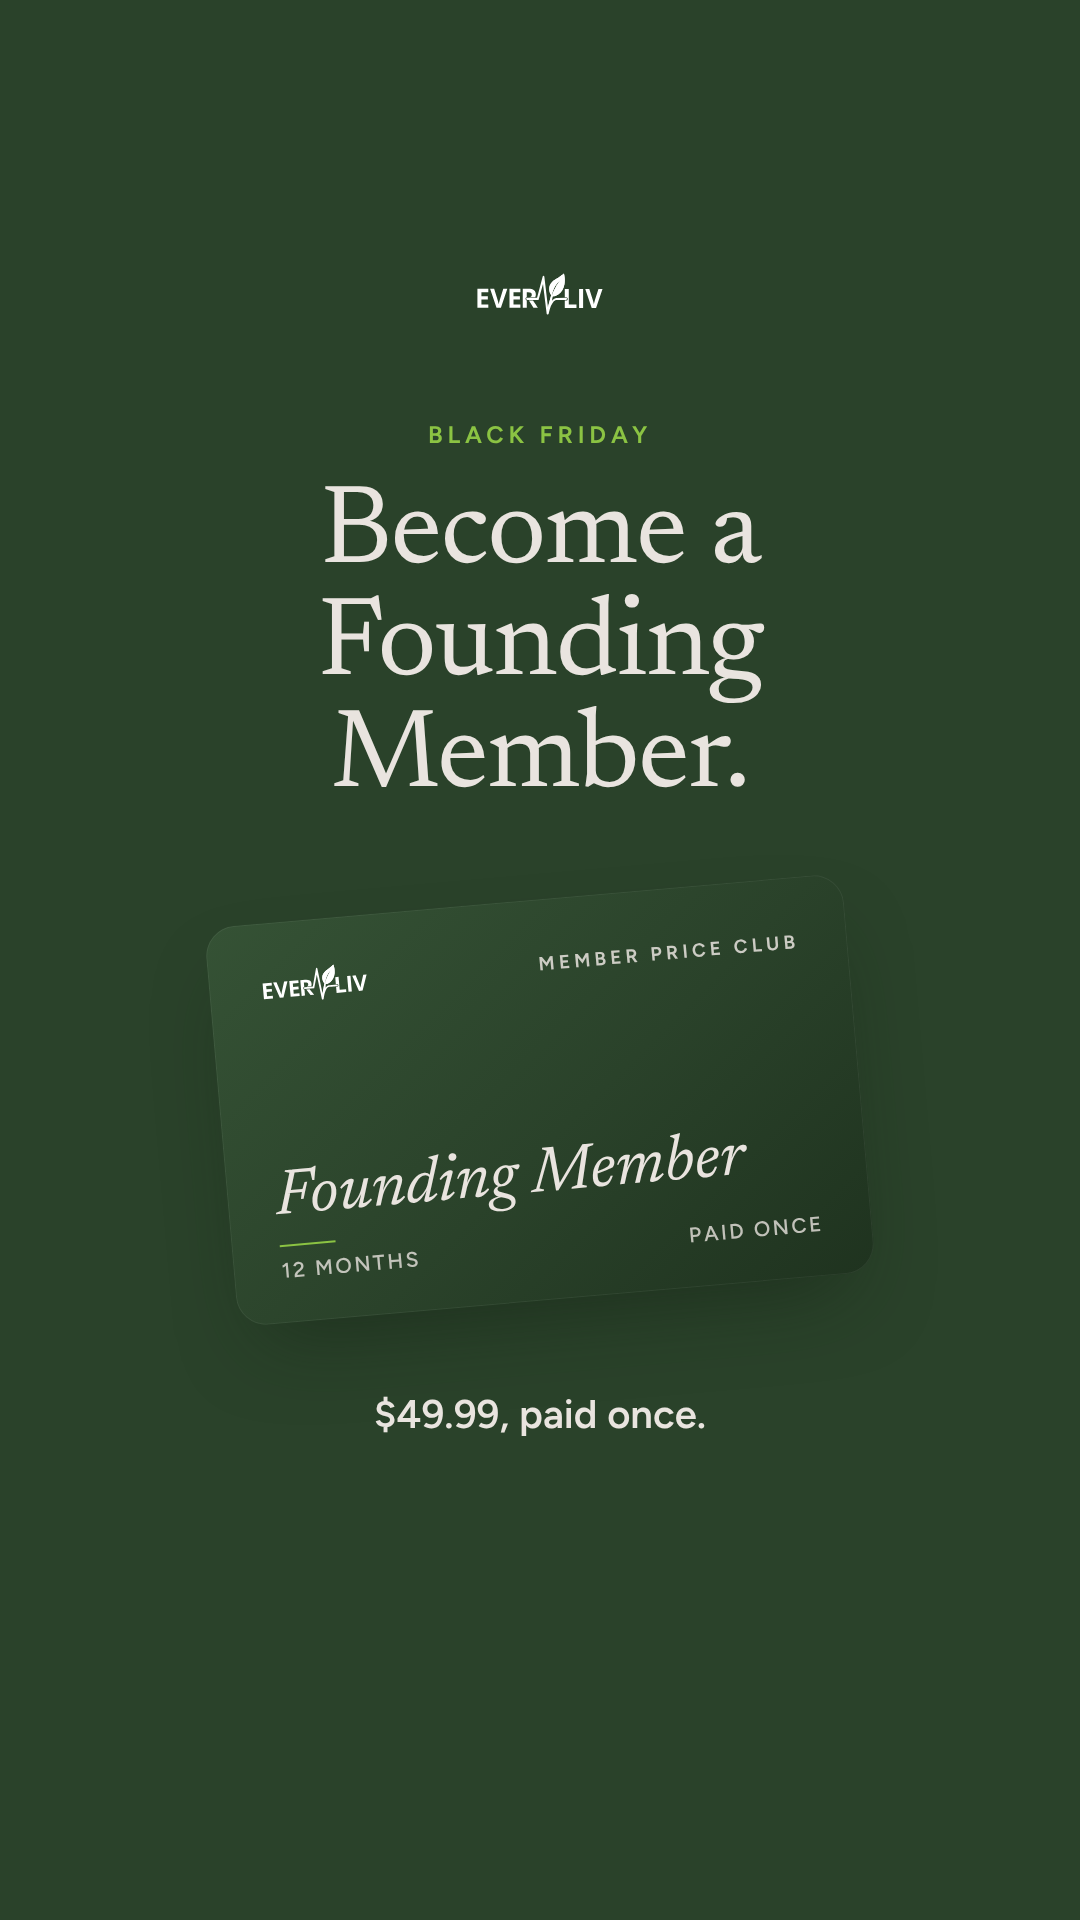 EVERLIV
BLACK FRIDAY
Become a
Founding
Member.
EVERLIV
MEMBER PRICE CLUB
Founding Member
12 MONTHS
PAID ONCE
$49.99, paid once.